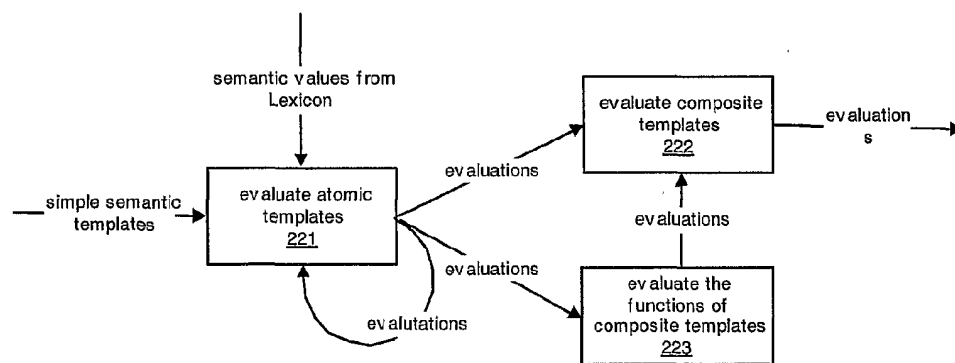 semantic values from
Lexicon
simple semantic
templates
evaluate atomic
templates
221
evaluations
evaluations
evalutations
evaluate composite
templates
222
evaluation
s
evaluations
evaluate the
functions of
composite templates
223